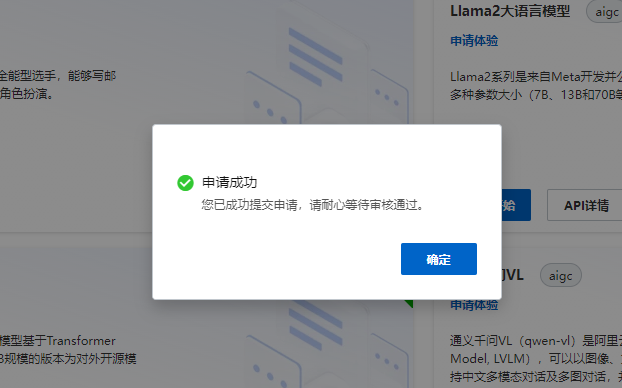 Llama2大语言模型
aigc
申请体验
全能型选手，能够写邮
角色扮演。
Llama2系列是来自Meta开发并公
多种参数大小（7B、13B和70B等
申请成功
您已成功提交申请，请耐心等待审核通过。
始
API详情
确定
问VL
aigc
申请体验
模型基于Transformer
3规模的版本为对外开源模
通义千问VL（qwen-vl）是阿里云
Model, LVLM），可以以图像、
持中文多模态对话及多图对话，并